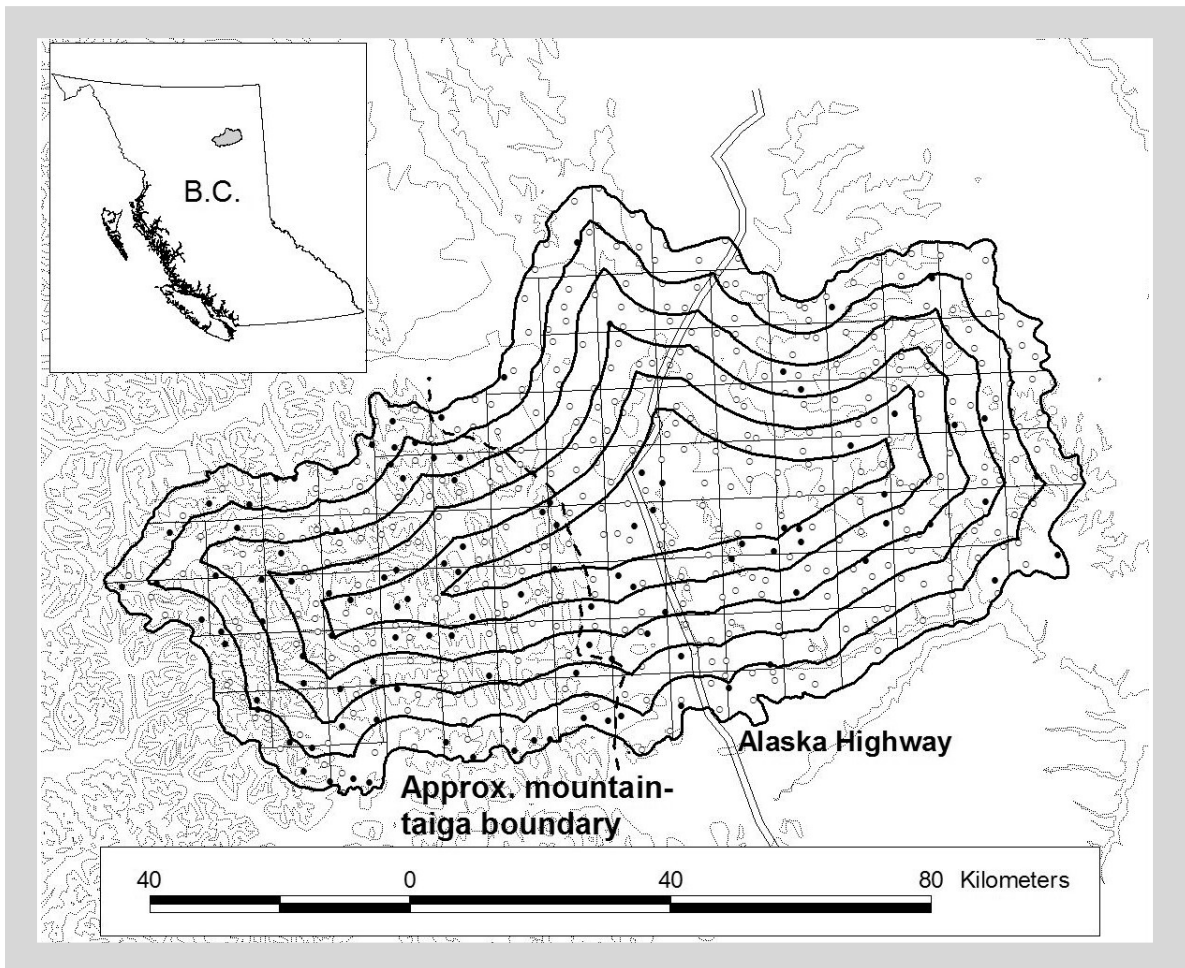 B.C.
Alaska Highway
Approx. mountain-
taiga boundary
40 0 40 80 Kilometers